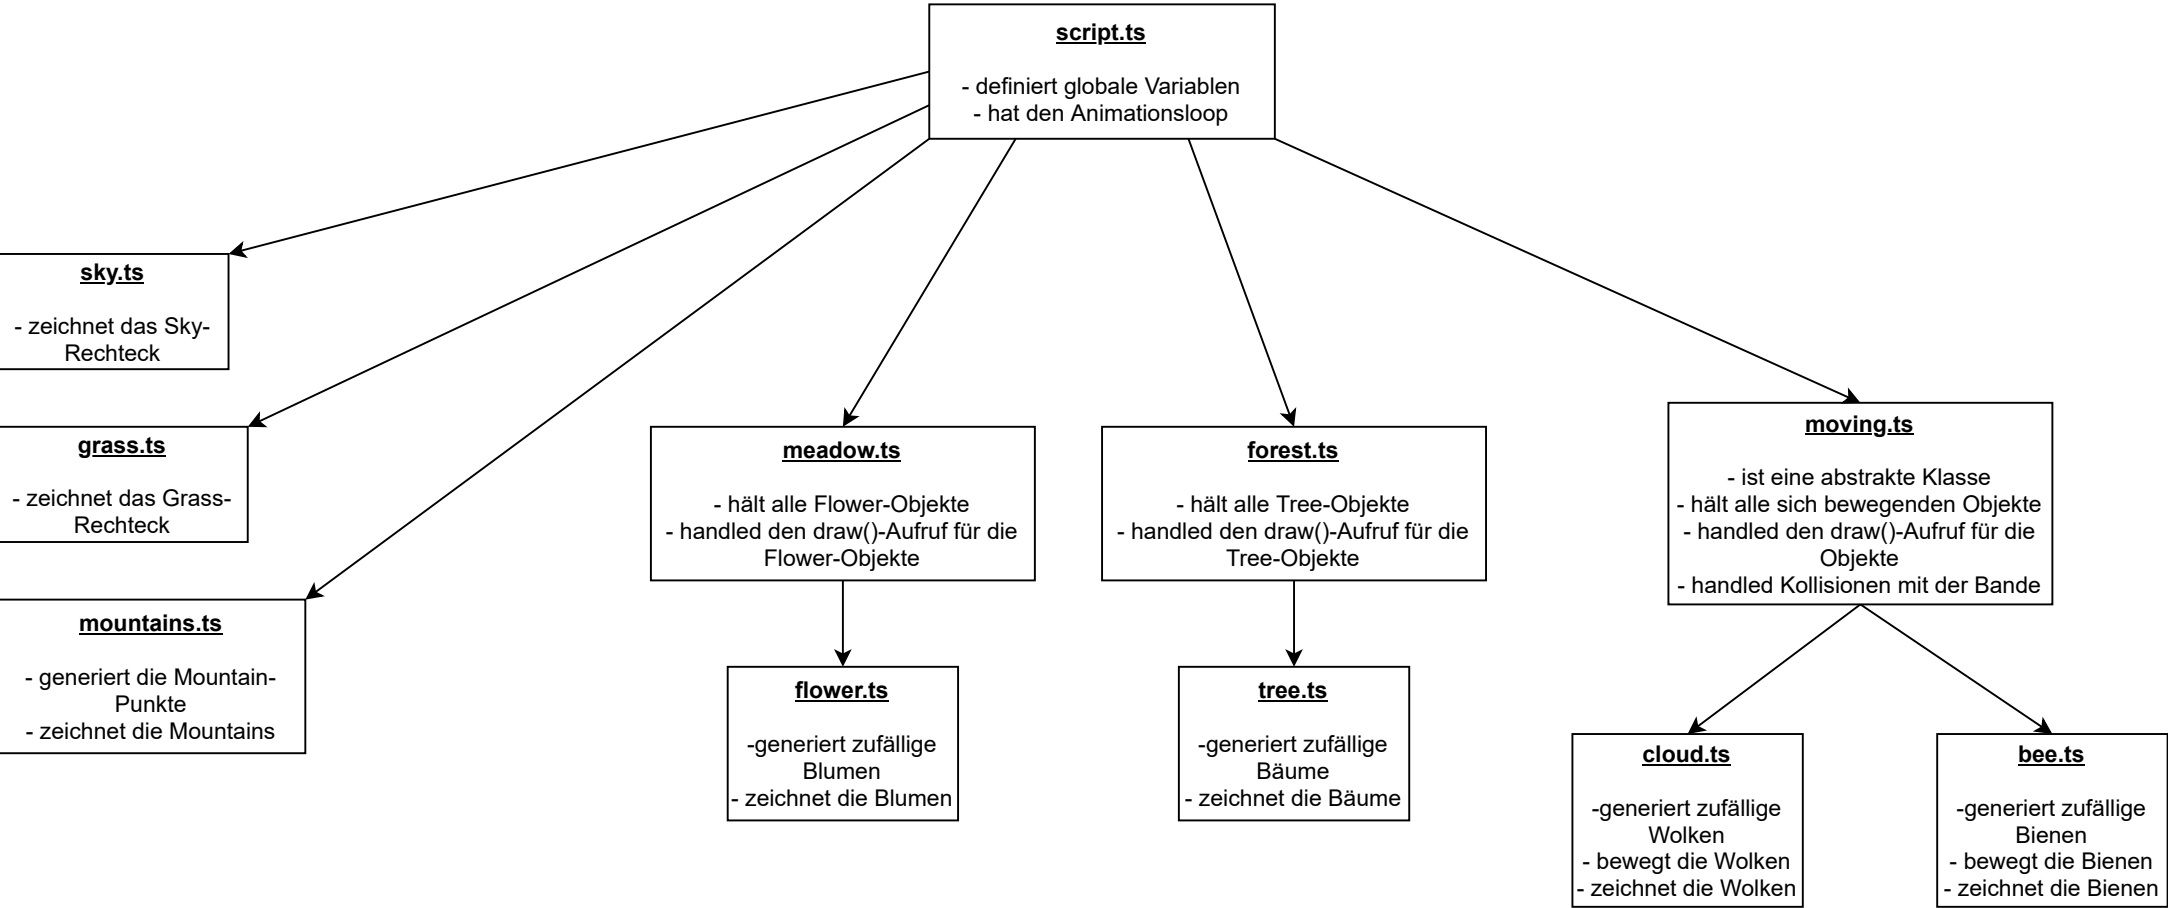 script.ts
- definiert globale Variablen
- hat den Animationsloop
sky.ts
- zeichnet das Sky-
Rechteck
grass.ts
- zeichnet das Grass-
Rechteck
mountains.ts
- generiert die Mountain-
Punkte
- zeichnet die Mountains
meadow.ts
- hält alle Flower-Objekte
- handled den draw()-Aufruf für die
Flower-Objekte
flower.ts
-generiert zufällige
Blumen
- zeichnet die Blumen
forest.ts
- hält alle Tree-Objekte
- handled den draw()-Aufruf für die
Tree-Objekte
tree.ts
-generiert zufällige
Bäume
- zeichnet die Bäume
moving.ts
- ist eine abstrakte Klasse
- hält alle sich bewegenden Objekte
- handled den draw()-Aufruf für die
Objekte
- handled Kollisionen mit der Bande
cloud.ts
-generiert zufällige
Wolken
- bewegt die Wolken
- zeichnet die Wolken
bee.ts
-generiert zufällige
Bienen
- bewegt die Bienen
- zeichnet die Bienen